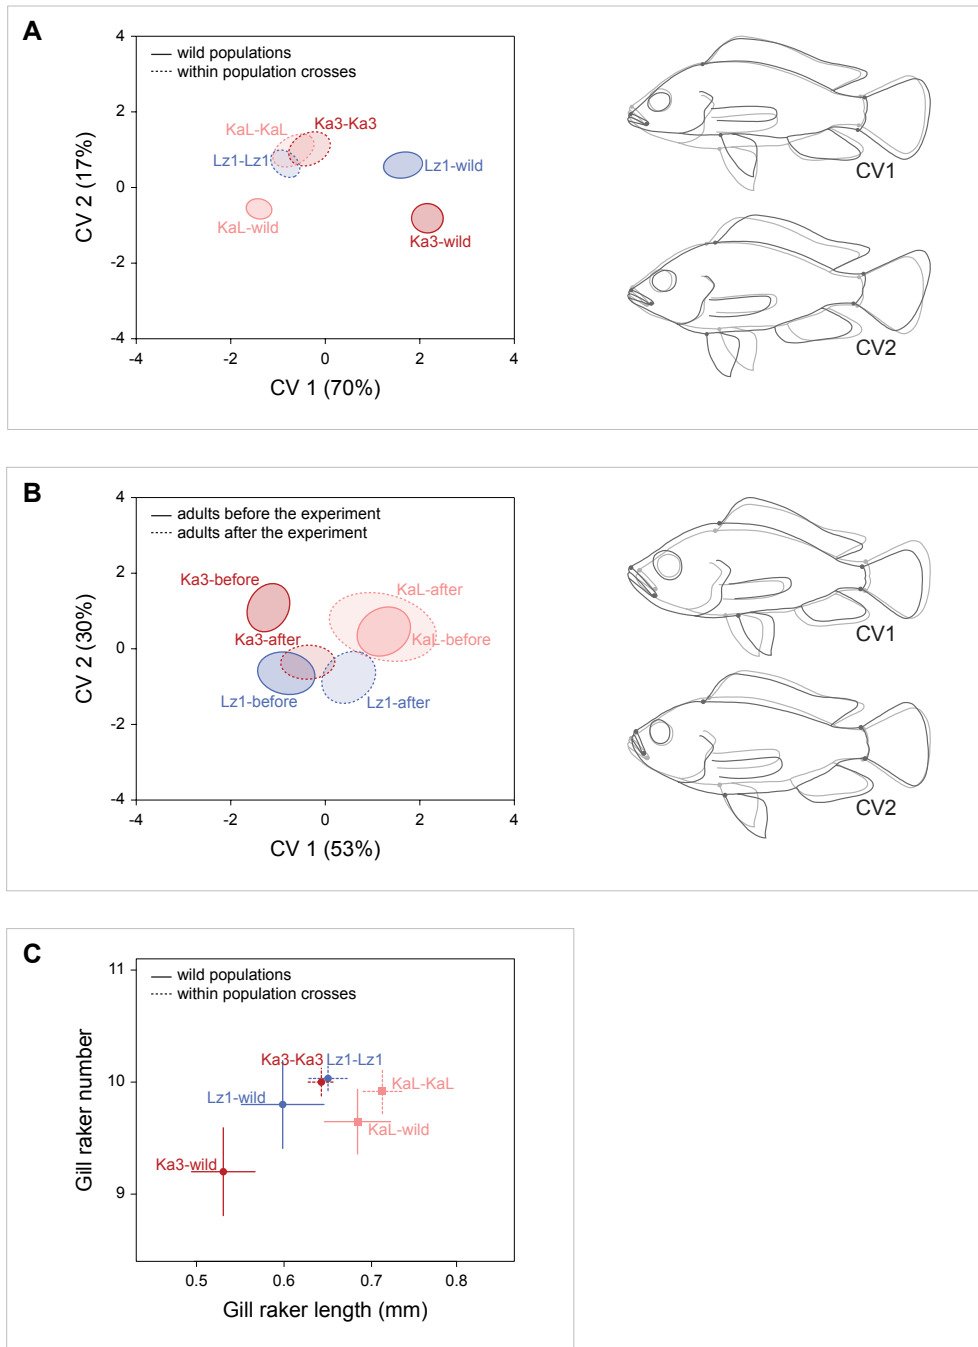 A
wild populations
within population crosses
KaL-KaL
Ka3-Ka3
Lz1-Lz1
Lz1-wild
KaL-wild
Ka3-wild
4
2
0
-2
-4
CV 2 (17%)
-4
-2
0
2
4
CV 1 (70%)
CV1
CV2
B
adults before the experiment
adults after the experiment
Ka3-before
KaL-after
Ka3-after
KaL-before
Lz1-before
Lz1-after
4
2
0
-2
-4
CV 2 (30%)
-4
-2
0
2
4
CV 1 (53%)
CV1
CV2
C
wild populations
within population crosses
Ka3-Ka3
Lz1-Lz1
KaL-KaL
Lz1-wild
KaL-wild
Ka3-wild
11
10
9
Gill raker number
0.5
0.6
0.7
0.8
Gill raker length (mm)